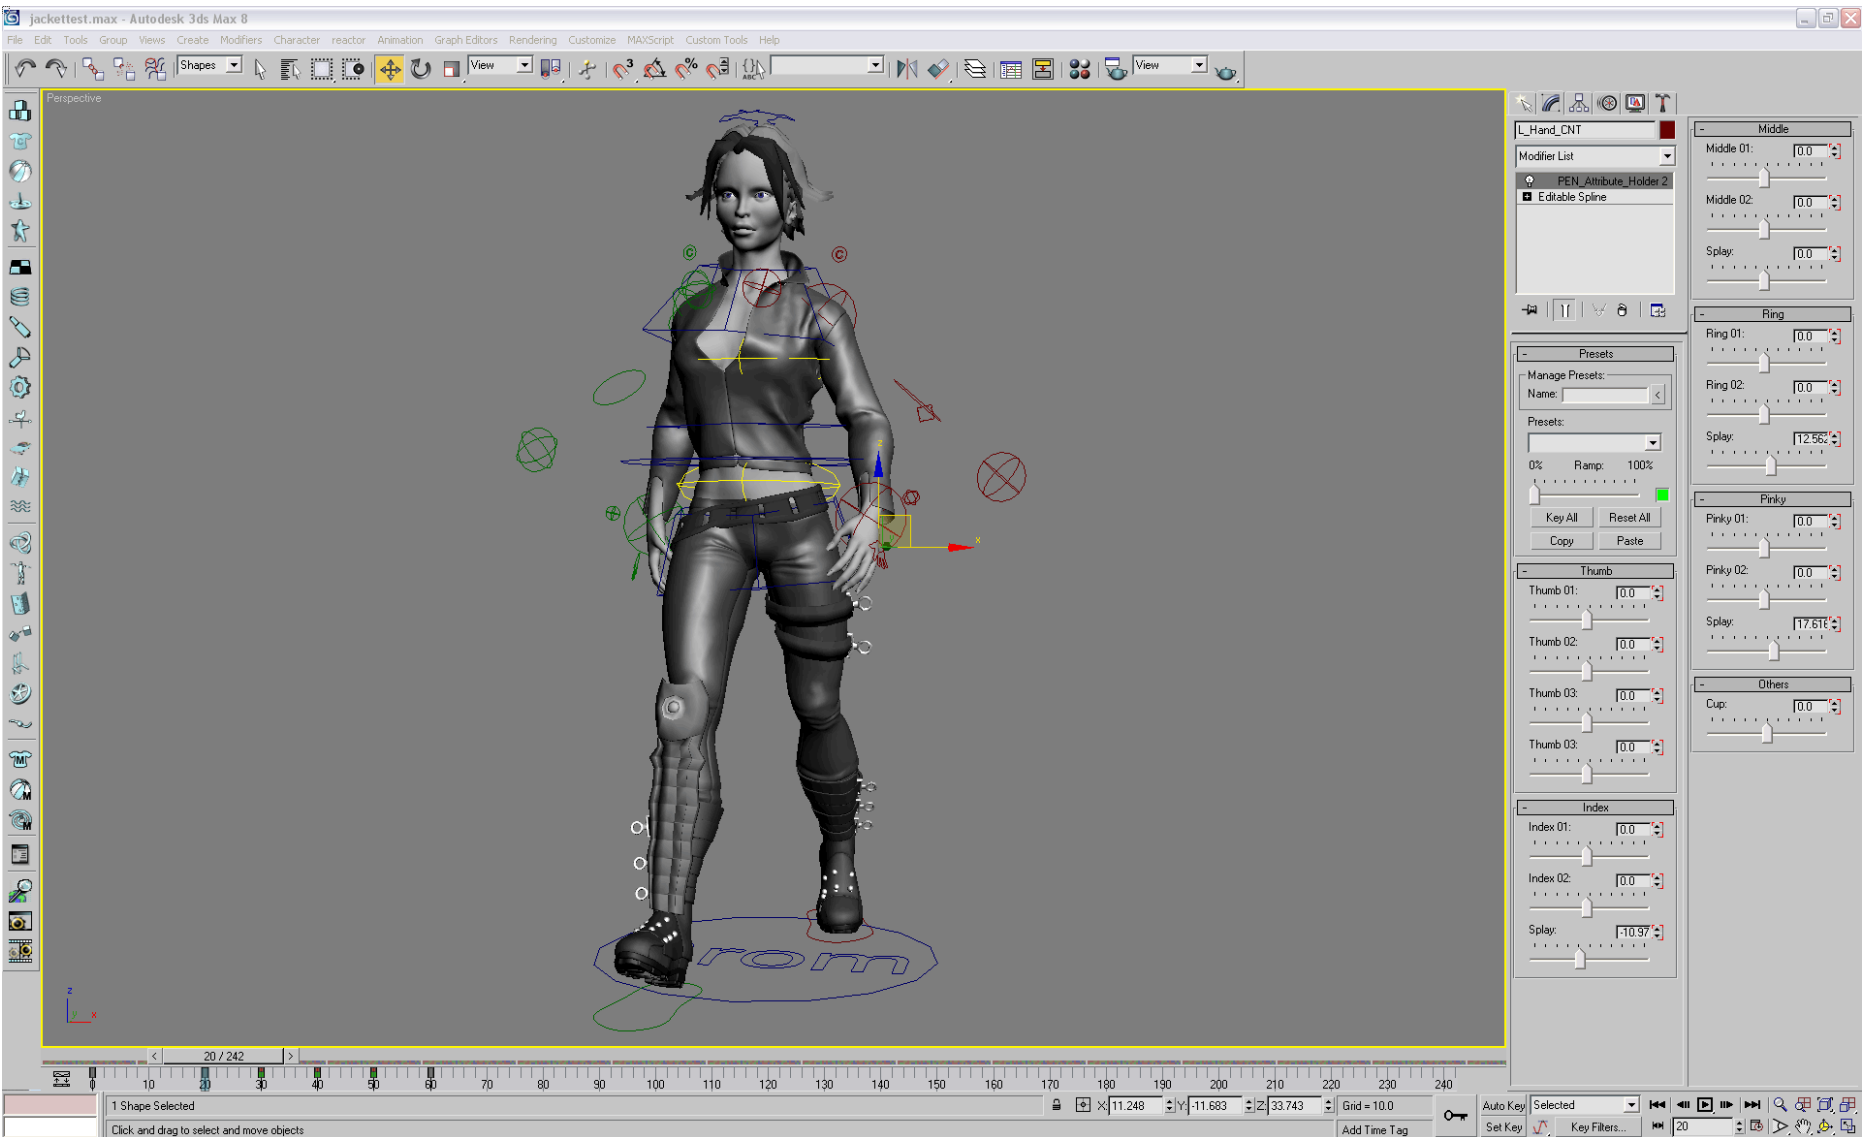 jackettest.max - Autodesk 3ds Max 8
File Edit Tools Group Views Create Modifiers Character reactor Animation Graph Editors Rendering Customize MAXScript Custom Tools Help
Shapes View View
Perspective
L_Hand_CNT
Modifier List
PEN_Attribute_Holder 2
Editable Spline
- Presets
Manage Presets:
Name: <
Presets:
0% Ramp: 100%
Key All Reset All
Copy Paste
- Thumb
Thumb 01: 0.0
Thumb 02: 0.0
Thumb 03: 0.0
Thumb 03: 0.0
- Index
Index 01: 0.0
Index 02: 0.0
Splay: -10.97
- Middle
Middle 01: 0.0
Middle 02: 0.0
Splay: 0.0
- Ring
Ring 01: 0.0
Ring 02: 0.0
Splay: 12.562
- Pinky
Pinky 01: 0.0
Pinky 02: 0.0
Splay: 17.616
- Others
Cup: 0.0
© ©
z
x
rom
z
y x
< 20 / 242 >
0 10 20 30 40 50 60 70 80 90 100 110 120 130 140 150 160 170 180 190 200 210 220 230 240
1 Shape Selected X: 11.248 Y: -11.683 Z: 33.743 Grid = 10.0 Auto Key Selected
Click and drag to select and move objects Add Time Tag Set Key Key Filters... 20